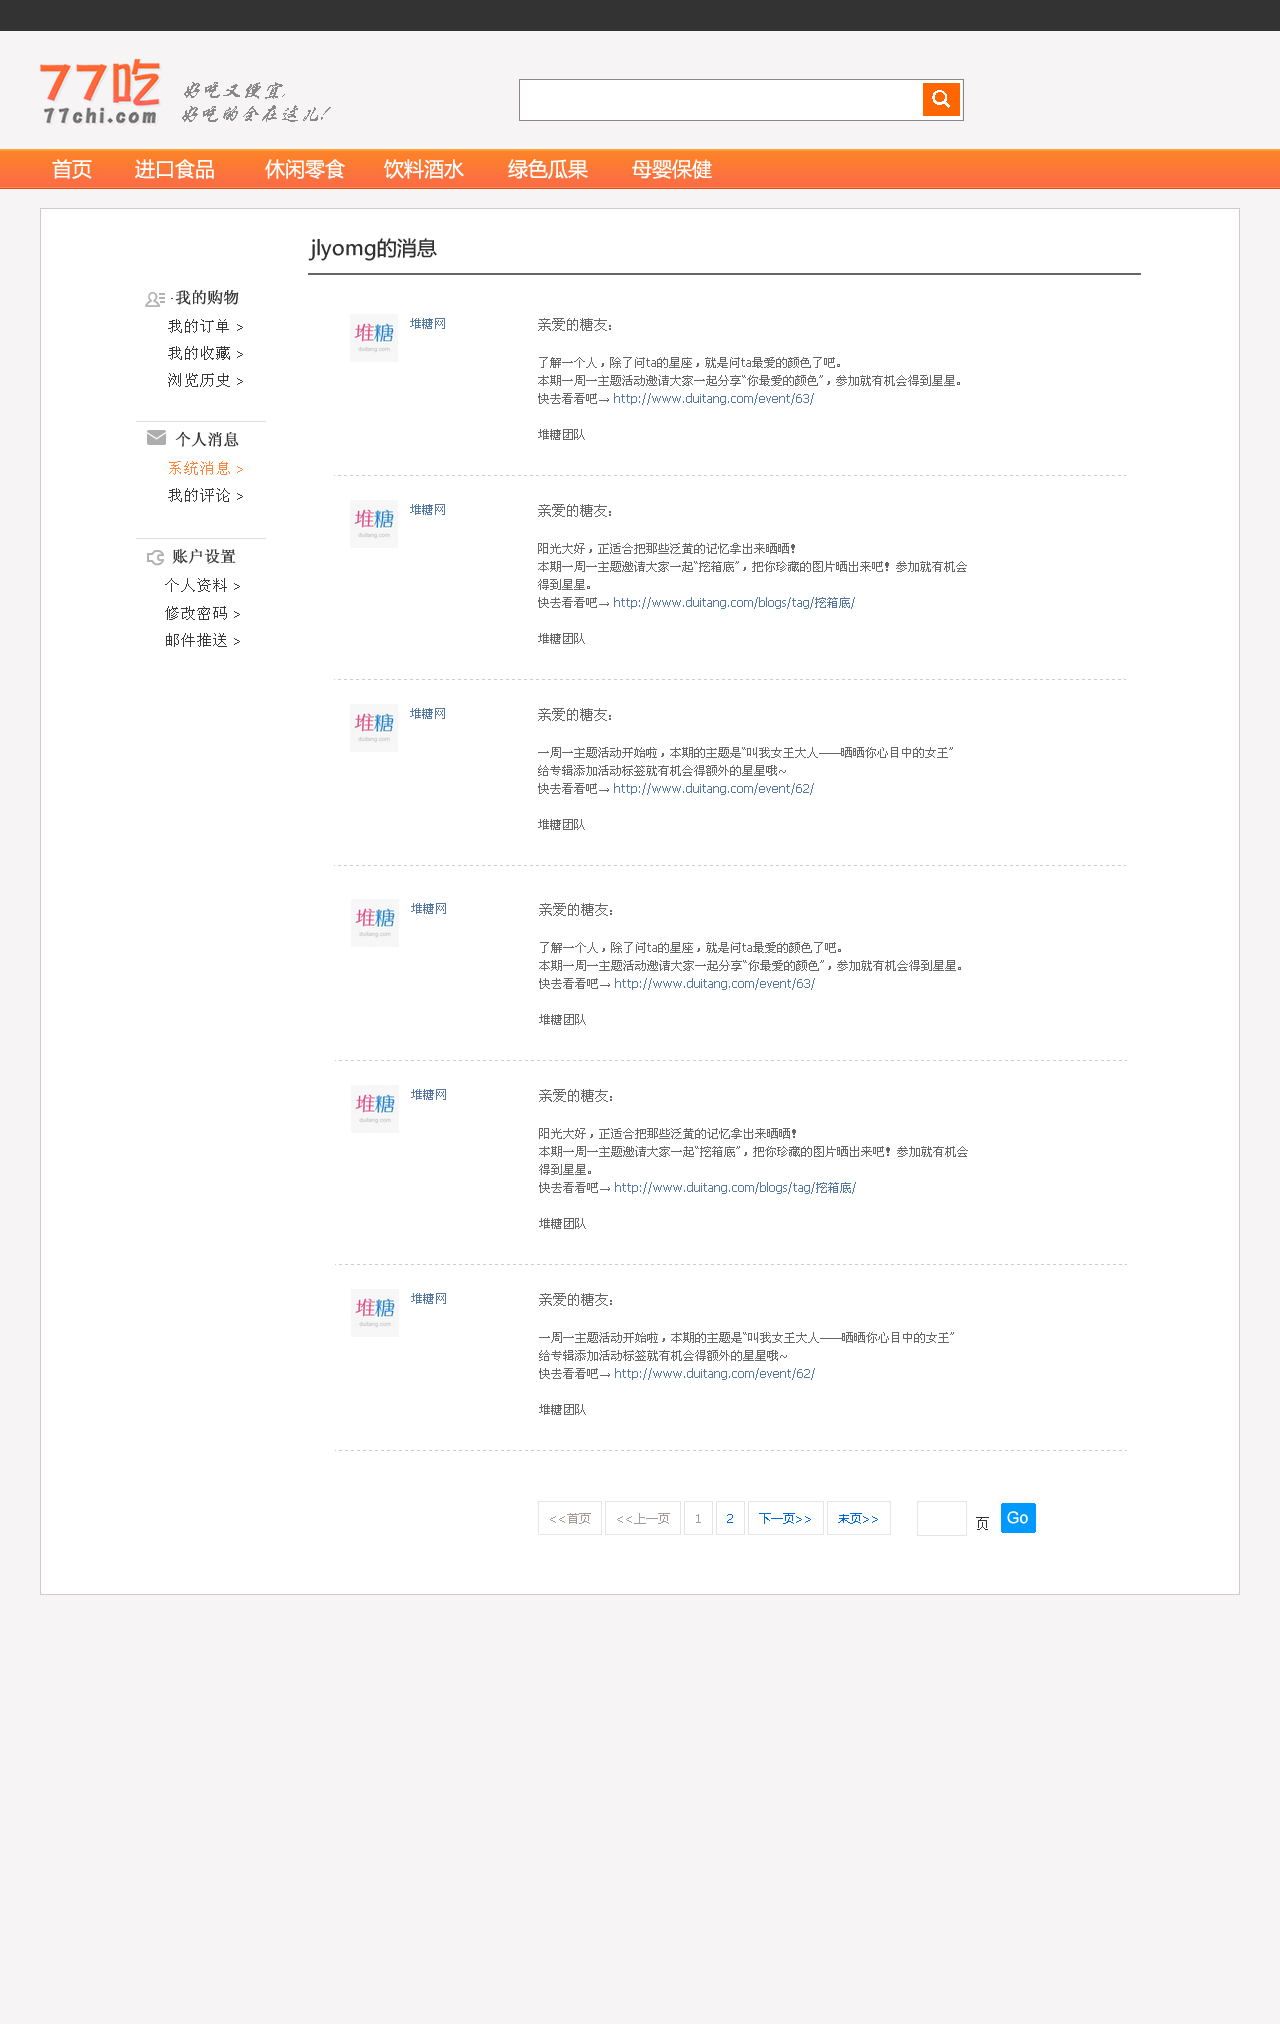 77吃
77chi.com
好吃又便宜,
好吃的全在这儿!
首页 进口食品 休闲零食 饮料酒水 绿色瓜果 母婴保健
jlyomg的消息
·我的购物
我的订单 >
我的收藏 >
浏览历史 >
个人消息
系统消息 >
我的评论 >
账户设置
个人资料 >
修改密码 >
邮件推送 >
堆糖
duitang.com
堆糖网
亲爱的糖友：
了解一个人，除了问ta的星座，就是问ta最爱的颜色了吧。
本期一周一主题活动邀请大家一起分享“你最爱的颜色”，参加就有机会得到星星。
快去看看吧→ http://www.duitang.com/event/63/
堆糖团队
堆糖
duitang.com
堆糖网
亲爱的糖友：
阳光大好，正适合把那些泛黄的记忆拿出来晒晒！
本期一周一主题邀请大家一起“挖箱底”，把你珍藏的图片晒出来吧！参加就有机会
得到星星。
快去看看吧→ http://www.duitang.com/blogs/tag/挖箱底/
堆糖团队
堆糖
duitang.com
堆糖网
亲爱的糖友：
一周一主题活动开始啦，本期的主题是“叫我女王大人——晒晒你心目中的女王”
给专辑添加活动标签就有机会得额外的星星哦~
快去看看吧→ http://www.duitang.com/event/62/
堆糖团队
堆糖
duitang.com
堆糖网
亲爱的糖友：
了解一个人，除了问ta的星座，就是问ta最爱的颜色了吧。
本期一周一主题活动邀请大家一起分享“你最爱的颜色”，参加就有机会得到星星。
快去看看吧→ http://www.duitang.com/event/63/
堆糖团队
堆糖
duitang.com
堆糖网
亲爱的糖友：
阳光大好，正适合把那些泛黄的记忆拿出来晒晒！
本期一周一主题邀请大家一起“挖箱底”，把你珍藏的图片晒出来吧！参加就有机会
得到星星。
快去看看吧→ http://www.duitang.com/blogs/tag/挖箱底/
堆糖团队
堆糖
duitang.com
堆糖网
亲爱的糖友：
一周一主题活动开始啦，本期的主题是“叫我女王大人——晒晒你心目中的女王”
给专辑添加活动标签就有机会得额外的星星哦~
快去看看吧→ http://www.duitang.com/event/62/
堆糖团队
<<首页 <<上一页 1 2 下一页>> 末页>> 页 Go